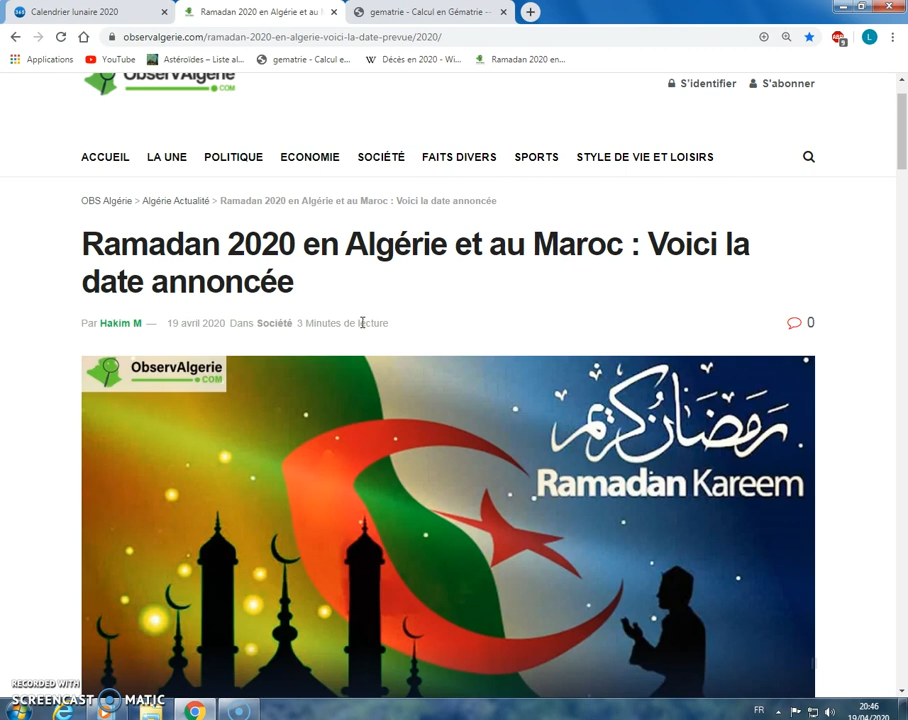 Calendrier lunaire 2020
Ramadan 2020 en Algérie et au
gematrie - Calcul en Gématrie -
observalgerie.com/ramadan-2020-en-algerie-voici-la-date-prevue/2020/
ABP
9
L
Applications
YouTube
Astéroïdes – Liste al...
gematrie - Calcul e...
W Décès en 2020 - Wi...
Ramadan 2020 en...
ObservAlgérie
.COM
S'identifier
S'abonner
ACCUEIL
LA UNE
POLITIQUE
ECONOMIE
SOCIÉTÉ
FAITS DIVERS
SPORTS
STYLE DE VIE ET LOISIRS
OBS Algérie > Algérie Actualité > Ramadan 2020 en Algérie et au Maroc : Voici la date annoncée
Ramadan 2020 en Algérie et au Maroc : Voici la
date annoncée
Par Hakim M — 19 avril 2020 Dans Société 3 Minutes de lecture
0
ObservAlgerie
.COM
رمضان كريم
Ramadan Kareem
RECORDED WITH
SCREENCAST MATIC
FR
20:46
19/04/2020